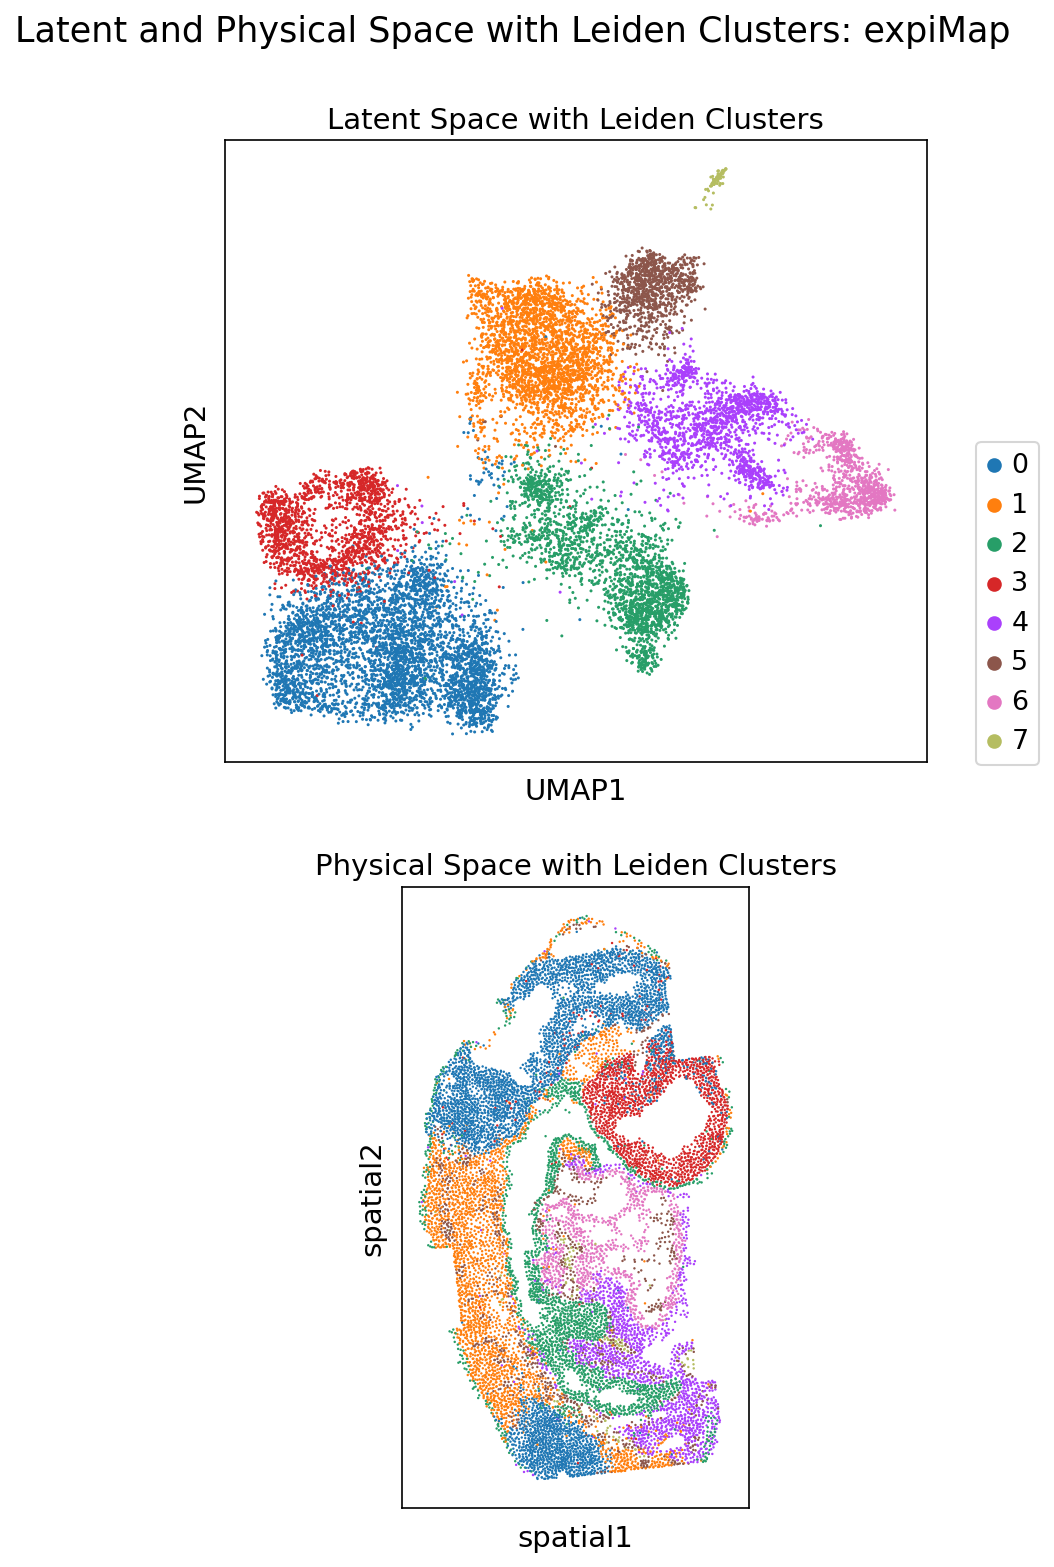 Latent and Physical Space with Leiden Clusters: expiMap
Latent Space with Leiden Clusters
UMAP2
UMAP1
0
1
2
3
4
5
6
7
Physical Space with Leiden Clusters
spatial2
spatial1